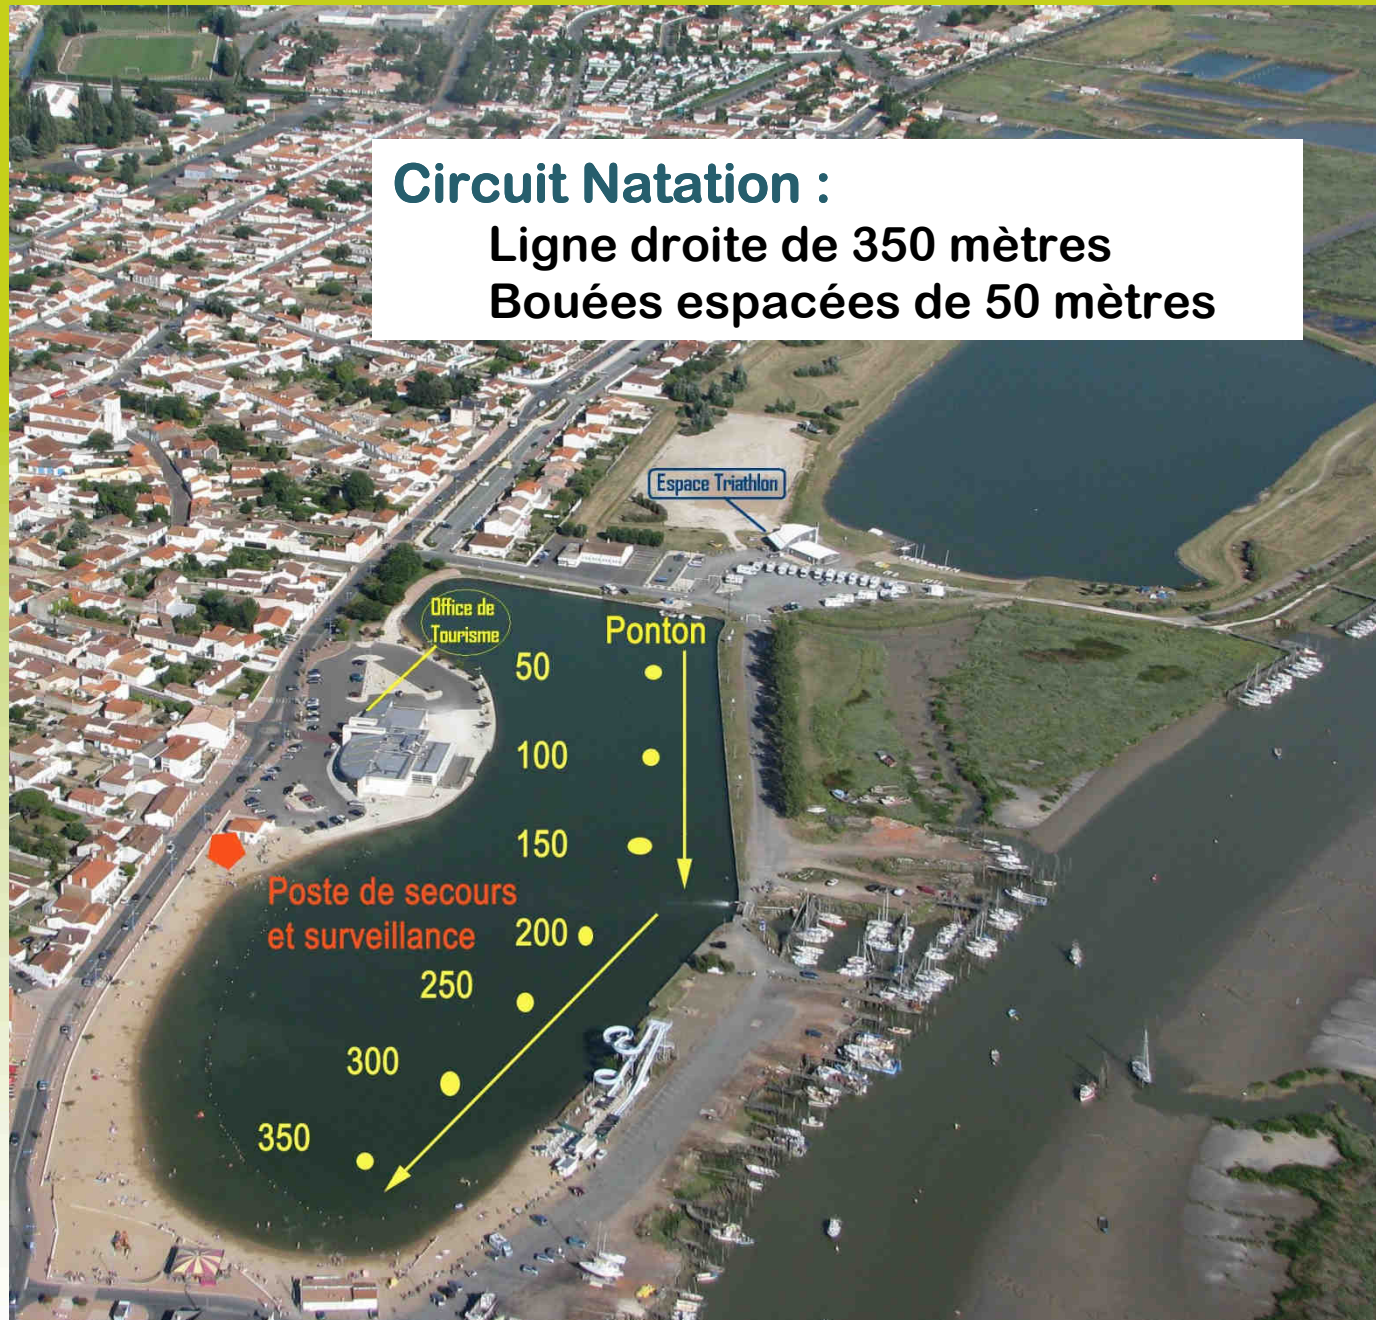 Circuit Natation :
Ligne droite de 350 mètres
Bouées espacées de 50 mètres
Espace Triathlon
Office de
Tourisme
Ponton
50
100
150
Poste de secours
et surveillance
200
250
300
350